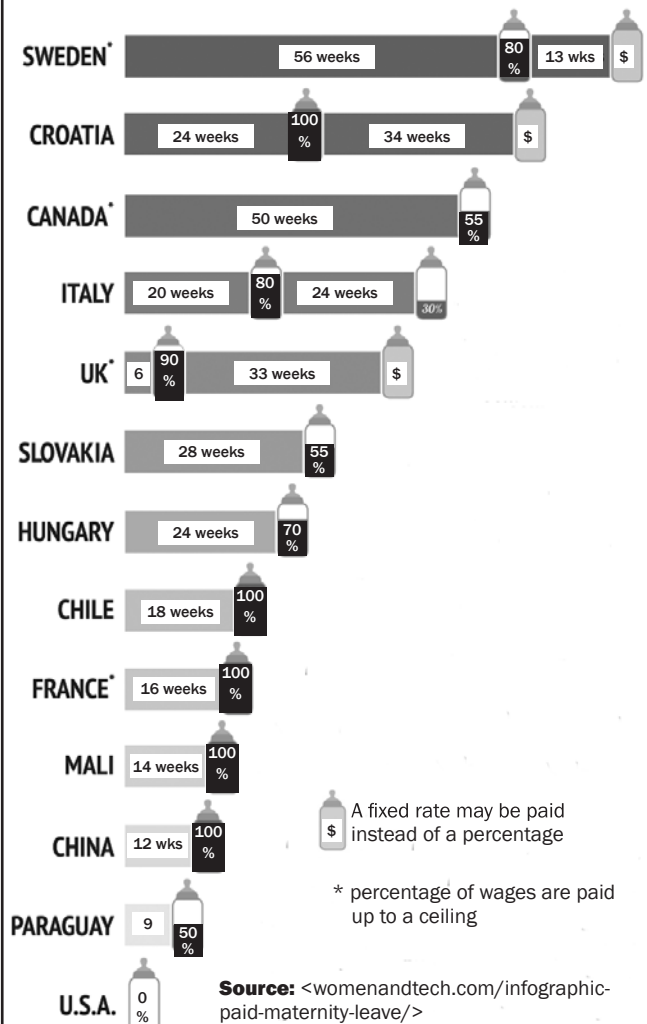 SWEDEN* 56 weeks 80 % 13 wks $
CROATIA 24 weeks 100 % 34 weeks $
CANADA* 50 weeks 55 %
ITALY 20 weeks 80 % 24 weeks 30%
UK* 6 90 % 33 weeks $
SLOVAKIA 28 weeks 55 %
HUNGARY 24 weeks 70 %
CHILE 18 weeks 100 %
FRANCE* 16 weeks 100 %
MALI 14 weeks 100 %
$ A fixed rate may be paid
instead of a percentage
CHINA 12 wks 100 %
* percentage of wages are paid
up to a ceiling
PARAGUAY 9 50 %
U.S.A. 0 %
Source: <womenandtech.com/infographic-
paid-maternity-leave/>